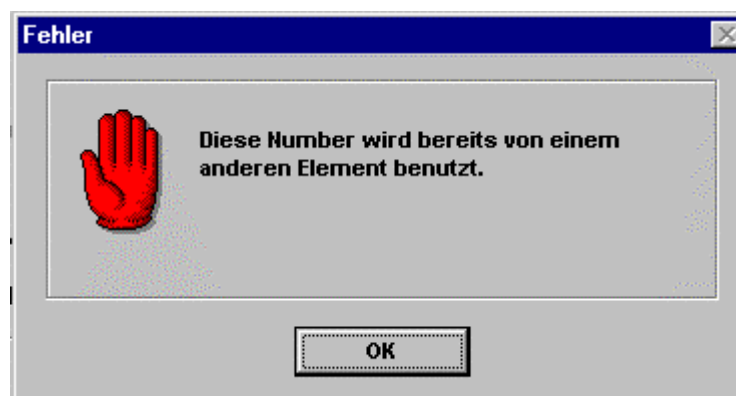 Fehler
Diese Number wird bereits von einem
anderen Element benutzt.
OK